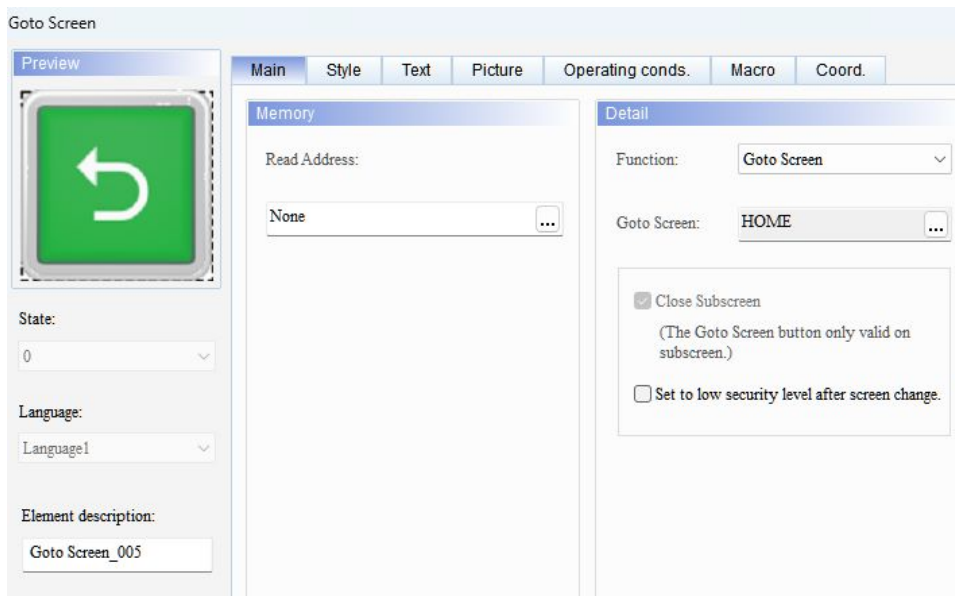 Goto Screen
Preview
State:
0
Language:
Language1
Element description:
Goto Screen_005
Main Style Text Picture Operating conds. Macro Coord.
Memory
Read Address:
None
...
Detail
Function: Goto Screen
Goto Screen: HOME ...
Close Subscreen
(The Goto Screen button only valid on
subscreen.)
Set to low security level after screen change.